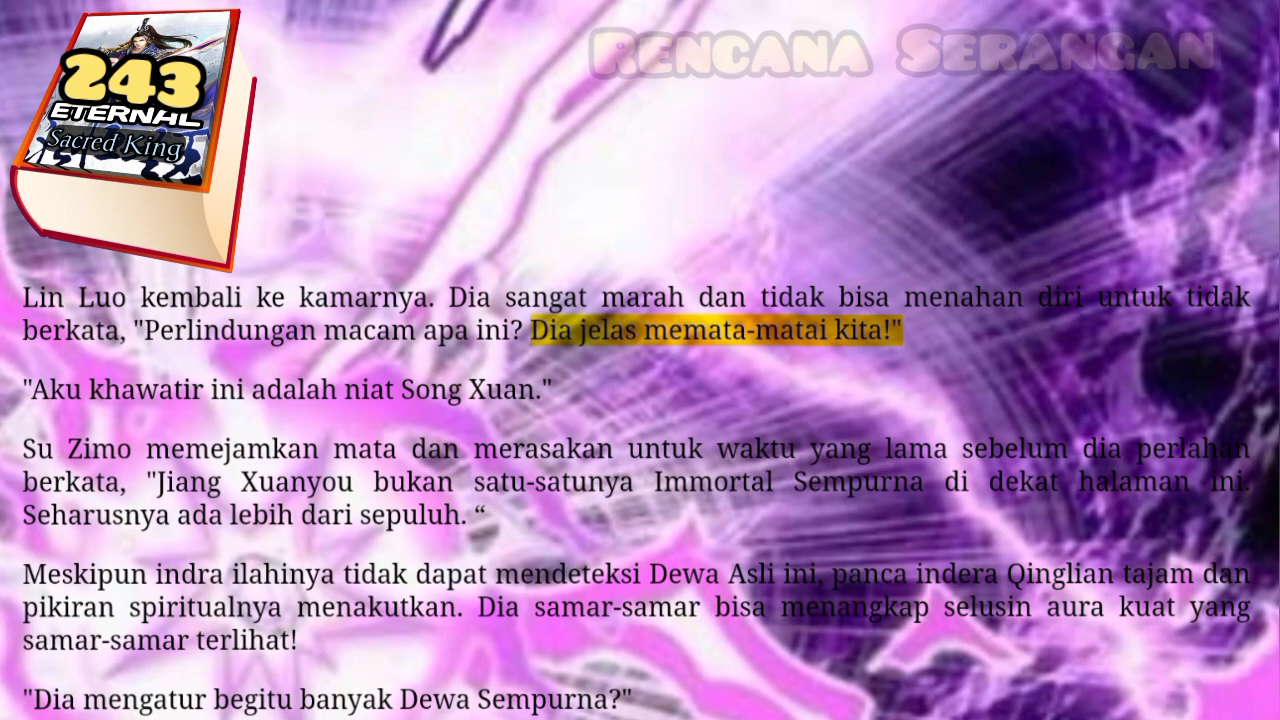 243
ETERNAL
Sacred King
Rencana Serangan
Lin Luo kembali ke kamarnya. Dia sangat marah dan tidak bisa menahan diri untuk tidak
berkata, "Perlindungan macam apa ini? Dia jelas memata-matai kita!"
"Aku khawatir ini adalah niat Song Xuan."
Su Zimo memejamkan mata dan merasakan untuk waktu yang lama sebelum dia perlahan
berkata, "Jiang Xuanyou bukan satu-satunya Immortal Sempurna di dekat halaman ini.
Seharusnya ada lebih dari sepuluh. “
Meskipun indra ilahinya tidak dapat mendeteksi Dewa Asli ini, panca indera Qinglian tajam dan
pikiran spiritualnya menakutkan. Dia samar-samar bisa menangkap selusin aura kuat yang
samar-samar terlihat!
"Dia mengatur begitu banyak Dewa Sempurna?"